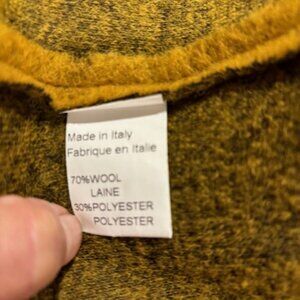 Made in Italy
Fabrique en Italie
70%WOOL
LAINE
30%POLYESTER
POLYESTER